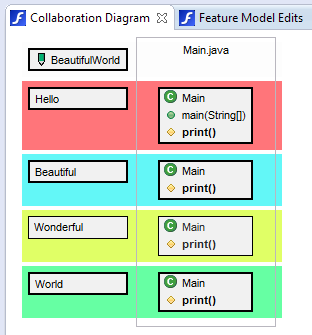 Collaboration Diagram Feature Model Edits
BeautifulWorld Main.java
Hello Main
main(String[])
print()
Beautiful Main
print()
Wonderful Main
print()
World Main
print()